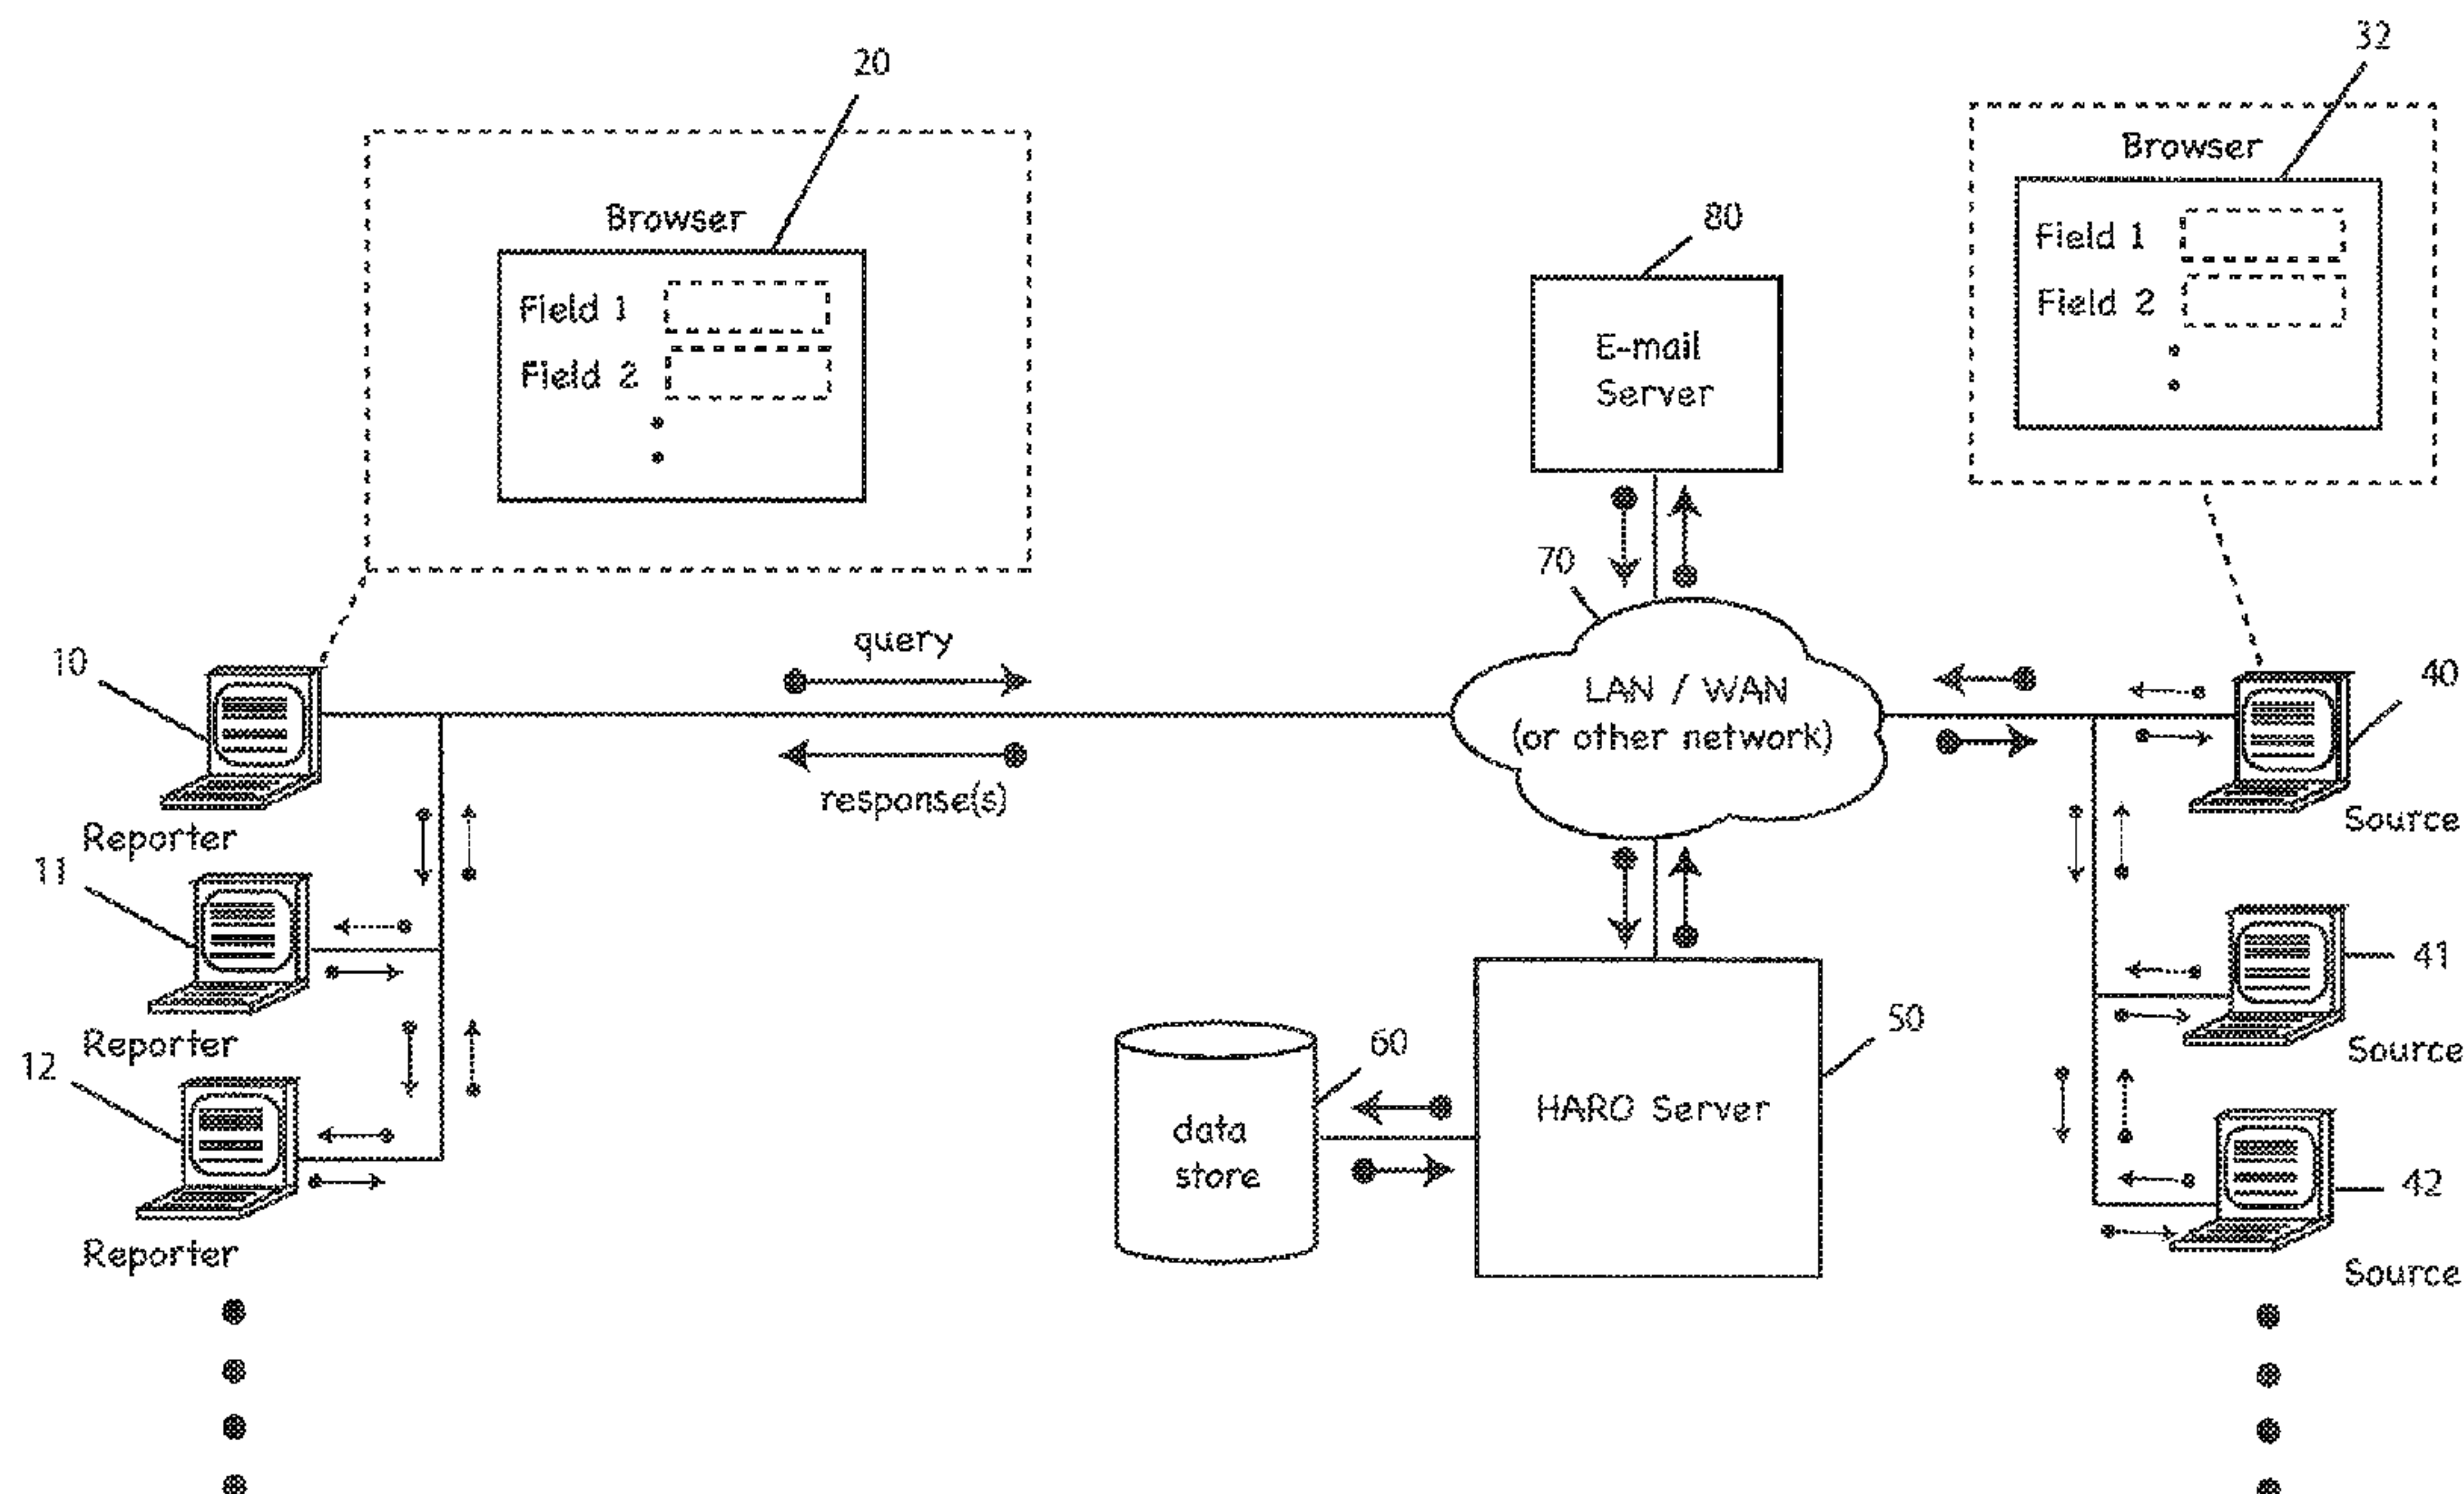 20
32
Browser
Browser
Field 1
Field 2
Field 1
Field 2
80
E-mail
Server
70
query
10
LAN / WAN
(or other network)
40
response(s)
Reporter
Source
11
41
50
Reporter
Source
12
60
HARO Server
data
store
42
Reporter
Source